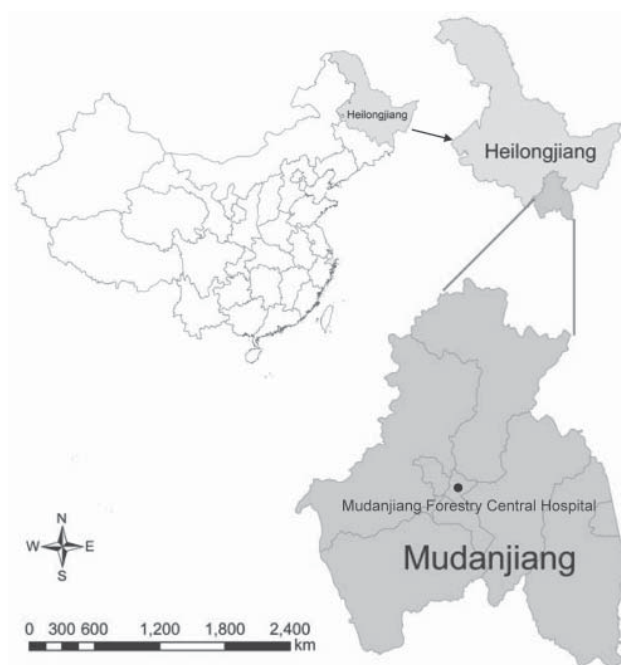 Heilongjiang
Heilongjiang
Mudanjiang Forestry Central Hospital
Mudanjiang
N
W E
S
0 300 600 1,200 1,800 2,400
km